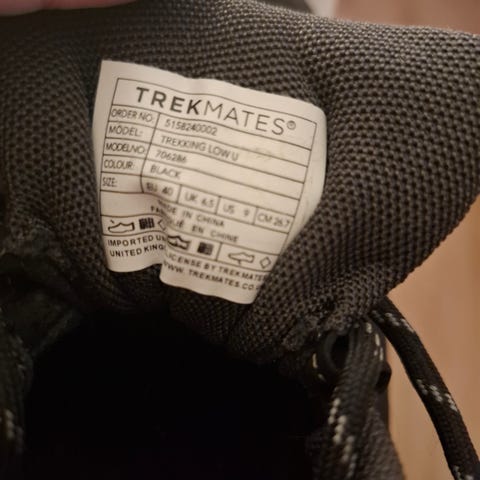 TREKMATES®
ORDER NO: 5158240002
MODEL: TREKKING LOW U
MODELNO: 706286
COLOUR: BLACK
SIZE: EU 40 UK 6.5 US 9 CM 26.7
MADE IN CHINA
EN CHINE
IMPORTED UN LICENSE BY TREKMATES
UNITED KING WWW.TREKMATES.CO